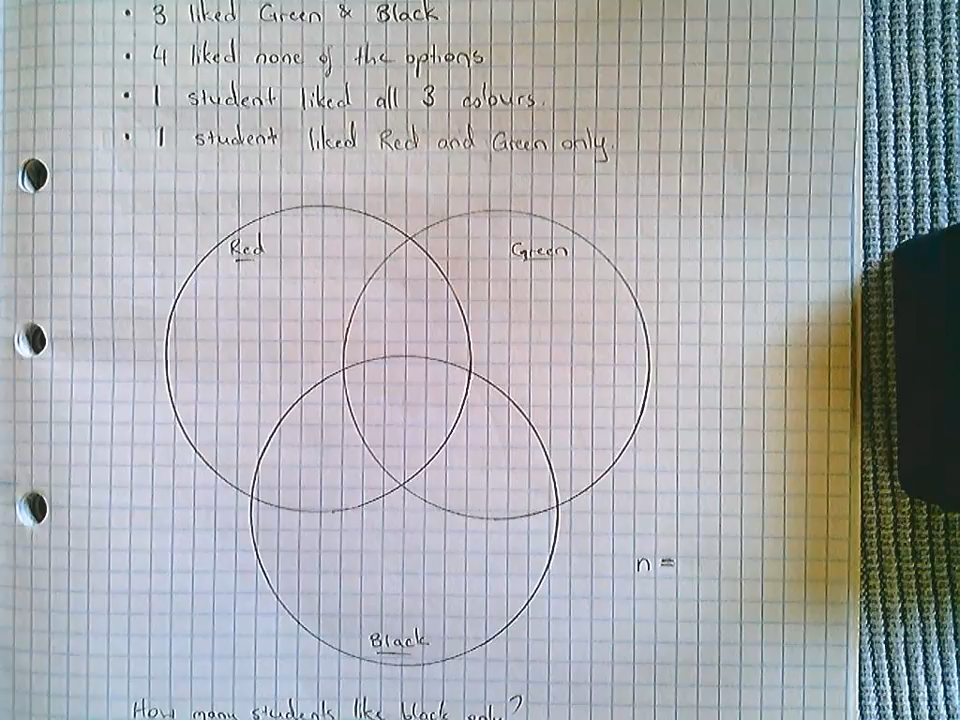 • 3 liked Green & Black
• 4 liked none of the options
• 1 student liked all 3 colours.
• 1 student liked Red and Green only.
Red
Green
n =
Black
How many students like black only?